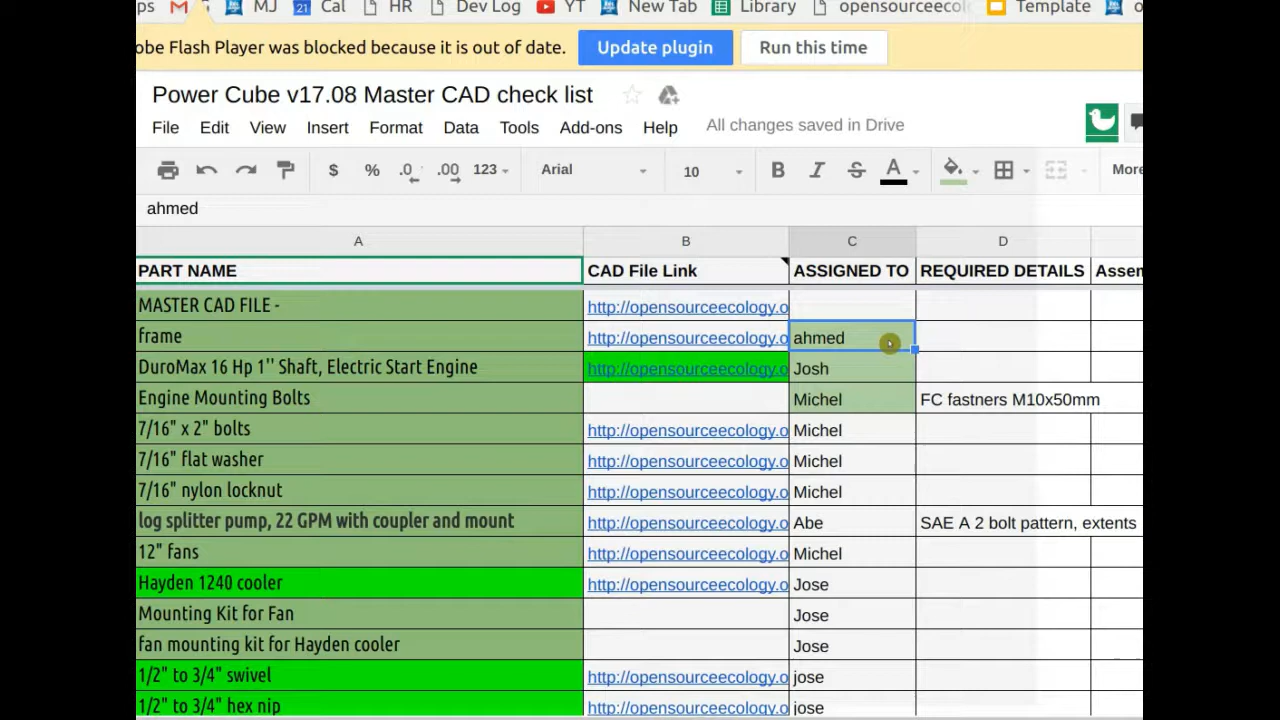 ps MJ 21 Cal HR Dev Log YT New Tab Library opensourceecol Template o
obe Flash Player was blocked because it is out of date. Update plugin Run this time
Power Cube v17.08 Master CAD check list
File Edit View Insert Format Data Tools Add-ons Help All changes saved in Drive
$ % .0 .00 123 Arial 10 B I S A More
ahmed
A B C D
PART NAME CAD File Link ASSIGNED TO REQUIRED DETAILS Assem
MASTER CAD FILE - http://opensourceecology.o
frame http://opensourceecology.o ahmed
DuroMax 16 Hp 1'' Shaft, Electric Start Engine http://opensourceecology.o Josh
Engine Mounting Bolts Michel FC fastners M10x50mm
7/16" x 2" bolts http://opensourceecology.o Michel
7/16" flat washer http://opensourceecology.o Michel
7/16" nylon locknut http://opensourceecology.o Michel
log splitter pump, 22 GPM with coupler and mount http://opensourceecology.o Abe SAE A 2 bolt pattern, extents
12" fans http://opensourceecology.o Michel
Hayden 1240 cooler http://opensourceecology.o Jose
Mounting Kit for Fan Jose
fan mounting kit for Hayden cooler Jose
1/2" to 3/4" swivel http://opensourceecology.o jose
1/2" to 3/4" hex nip http://opensourceecology.o jose